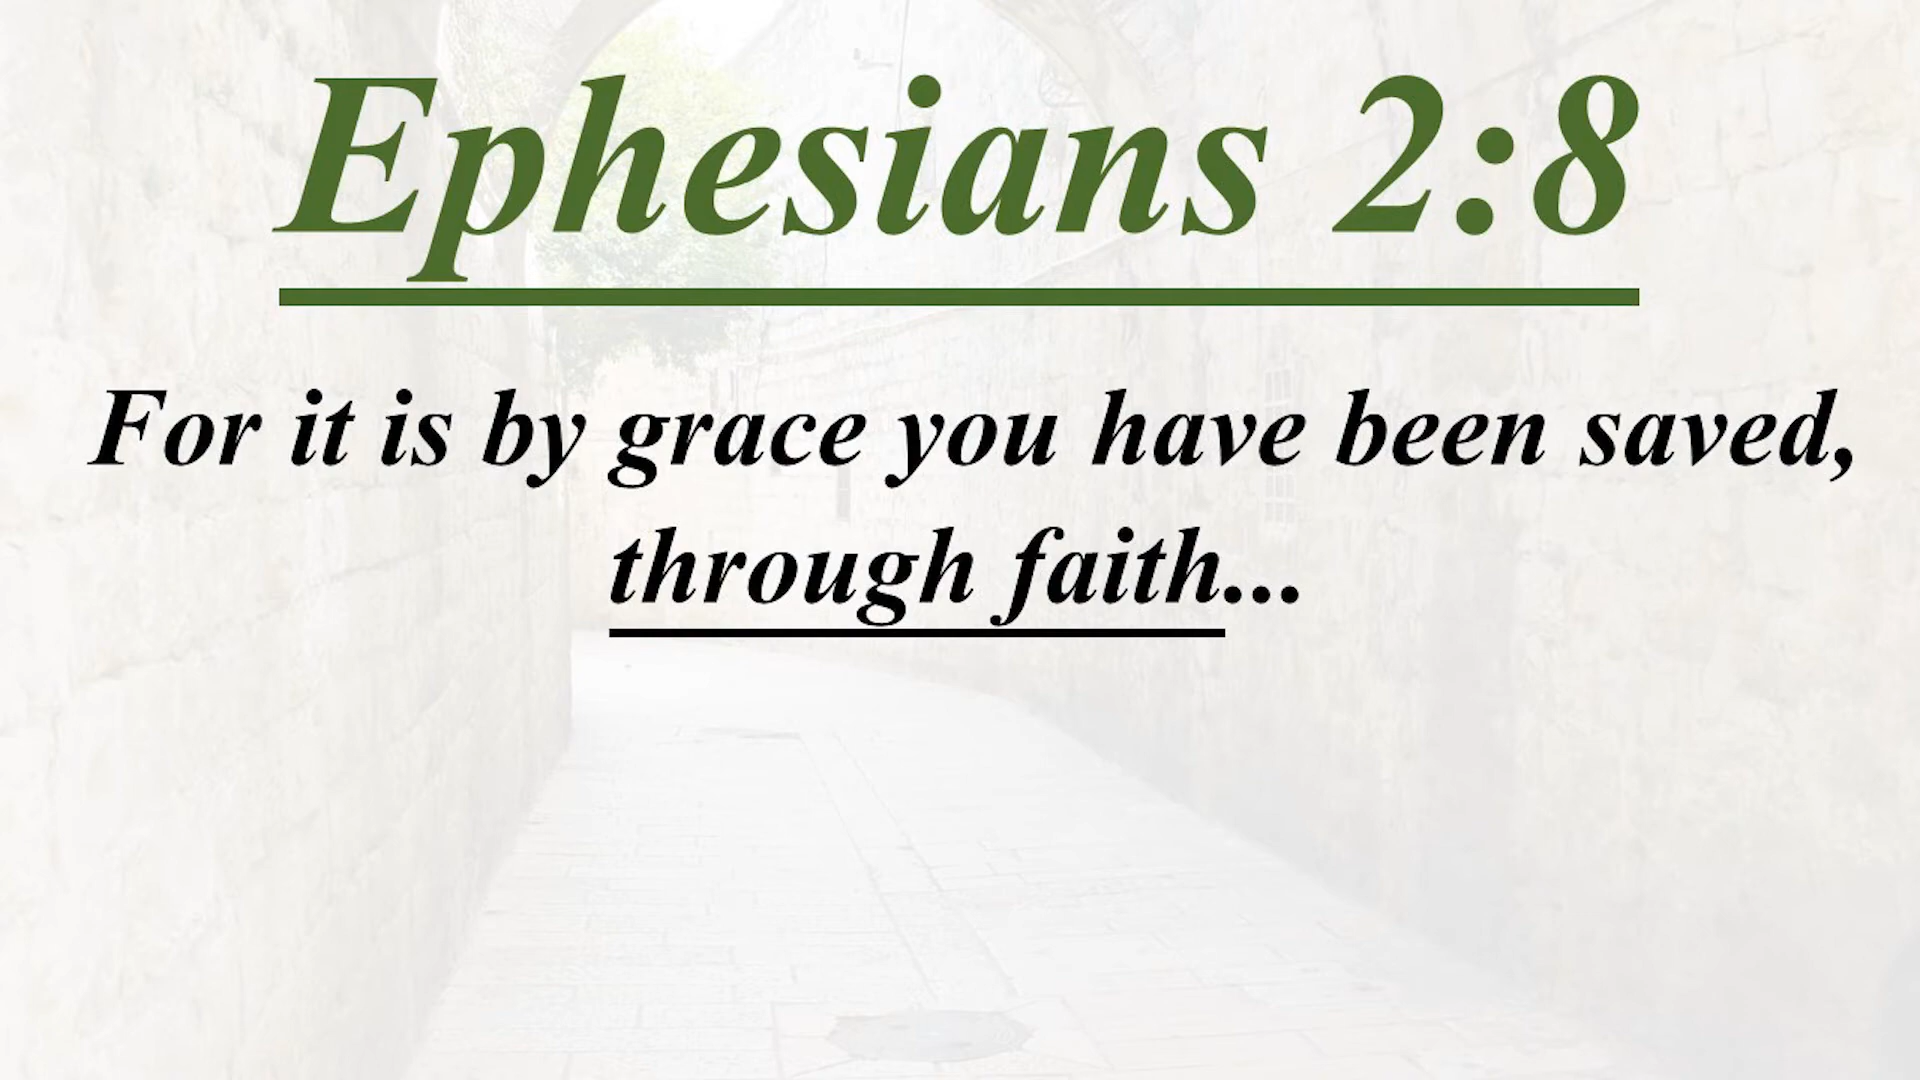 Ephesians 2:8
For it is by grace you have been saved,
through faith...